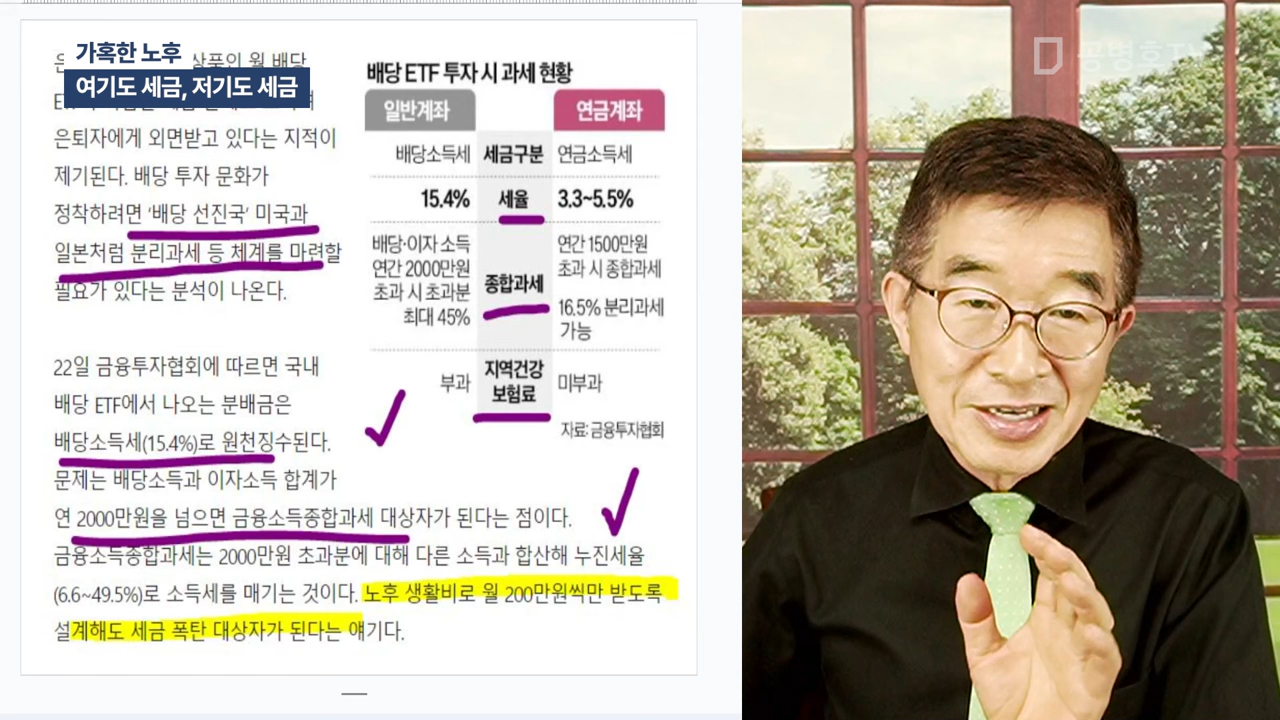 가혹한 노후
여기도 세금, 저기도 세금
은
상품인 월 배당
은퇴자에게 외면받고 있다는 지적이
제기된다. 배당 투자 문화가
정착하려면 ‘배당 선진국’ 미국과
일본처럼 분리과세 등 체계를 마련할
필요가 있다는 분석이 나온다.
22일 금융투자협회에 따르면 국내
배당 ETF에서 나오는 분배금은
배당소득세(15.4%)로 원천징수된다.
문제는 배당소득과 이자소득 합계가
연 2000만원을 넘으면 금융소득종합과세 대상자가 된다는 점이다.
금융소득종합과세는 2000만원 초과분에 대해 다른 소득과 합산해 누진세율
(6.6~49.5%)로 소득세를 매기는 것이다. 노후 생활비로 월 200만원씩만 받도록
설계해도 세금 폭탄 대상자가 된다는 얘기다.
배당 ETF 투자 시 과세 현황
일반계좌 연금계좌
배당소득세 세금구분 연금소득세
15.4% 세율 3.3~5.5%
배당·이자 소득
연간 2000만원
초과 시 초과분
최대 45%
종합과세
연간 1500만원
초과 시 종합과세
16.5% 분리과세
가능
부과
지역건강
보험료
미부과
자료: 금융투자협회
공병호TV